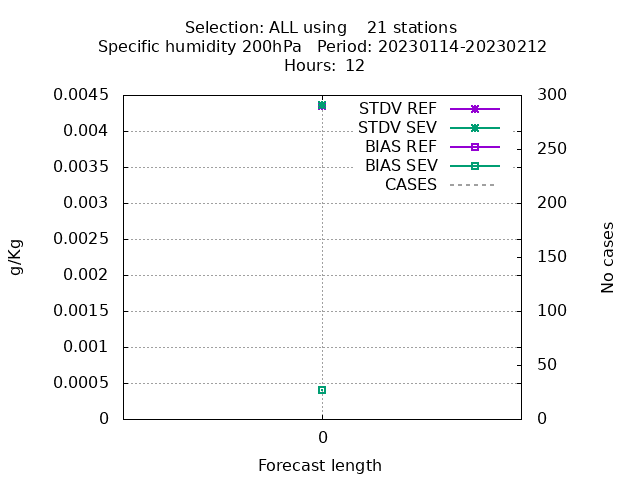 Selection: ALL using    21 stations
Specific humidity 200hPa   Period: 20230114-20230212
Hours:  12
STDV REF
STDV SEV
BIAS REF
BIAS SEV
CASES
0.0045
0.004
0.0035
0.003
0.0025
0.002
0.0015
0.001
0.0005
0
g/Kg
300
250
200
150
100
50
0
No cases
0
Forecast length